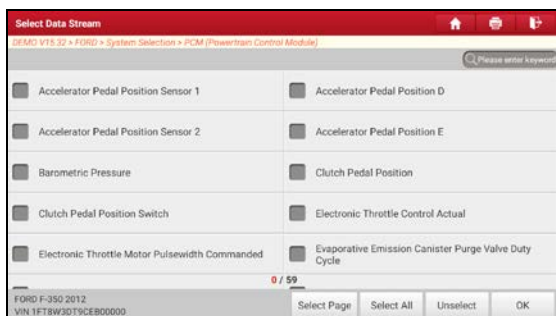 Select Data Stream
DEMO V15.32 > FORD > System Selection > PCM (Powertrain Control Module)
Please enter keyword
Accelerator Pedal Position Sensor 1
Accelerator Pedal Position D
Accelerator Pedal Position Sensor 2
Accelerator Pedal Position E
Barometric Pressure
Clutch Pedal Position
Clutch Pedal Position Switch
Electronic Throttle Control Actual
Electronic Throttle Motor Pulsewidth Commanded
Evaporative Emission Canister Purge Valve Duty
Cycle
0 / 59
FORD F-350 2012
VIN 1FT8W3DT9CEB00000
Select Page
Select All
Unselect
OK